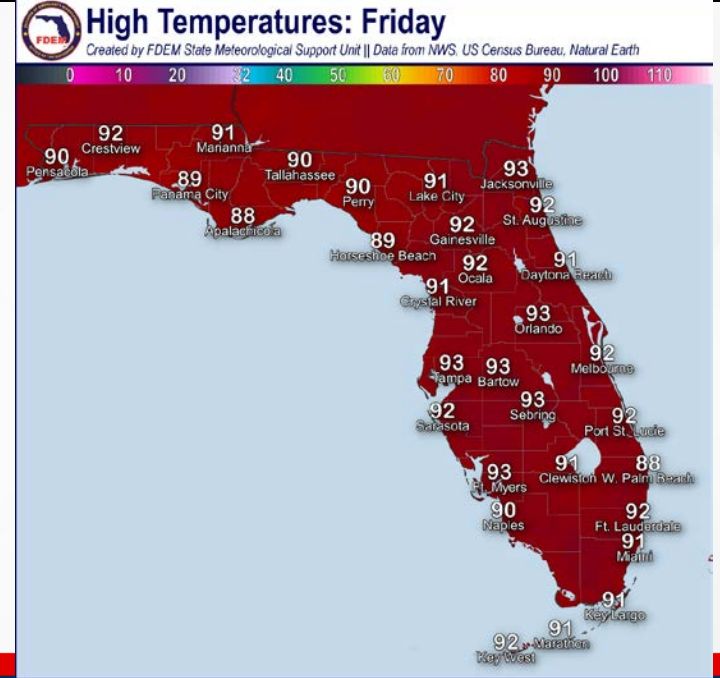 FDEM
High Temperatures: Friday
Created by FDEM State Meteorological Support Unit || Data from NWS, US Census Bureau, Natural Earth
0 10 20 32 40 50 60 70 80 90 100 110
92
Crestview
91
Marianna
90
Pensacola
90
Tallahassee
89
Panama City
90
Perry
91
Lake City
93
Jacksonville
88
Apalachicola
92
St. Augustine
92
Gainesville
89
Horseshoe Beach
92
Ocala
91
Daytona Beach
91
Crystal River
93
Orlando
92
Melbourne
93
Tampa
93
Bartow
93
Sebring
92
Sarasota
92
Port St. Lucie
93
Ft. Myers
91
Clewiston
88
W. Palm Beach
90
Naples
92
Ft. Lauderdale
91
Miami
91
Key Largo
91
Marathon
92
Key West